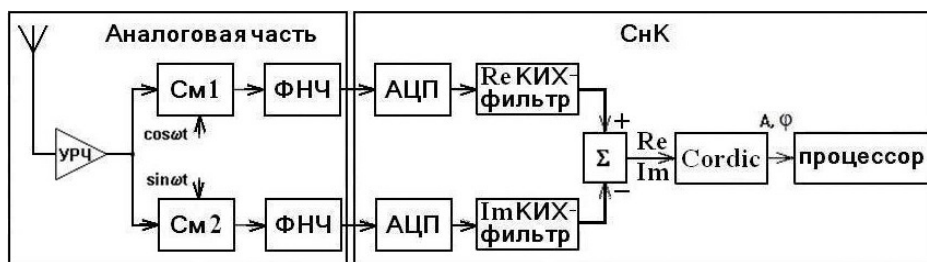 Аналоговая часть
СнК
УРЧ
См1
cosωt
ФНЧ
АЦП
Re КИХ-
фильтр
sinωt
См2
ФНЧ
АЦП
Im КИХ-
фильтр
+
Σ
−
Re
Im
Cordic
A, φ
процессор